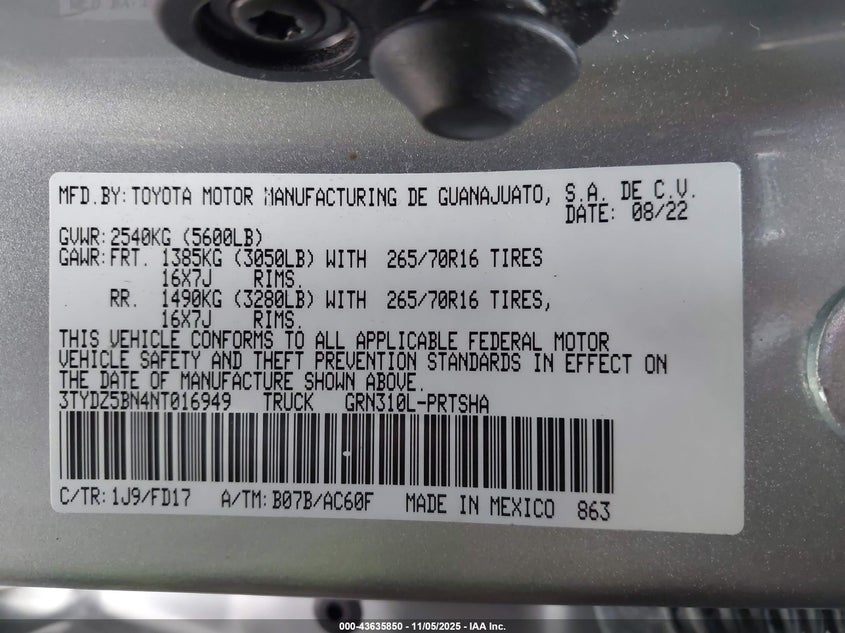 MFD.BY: TOYOTA MOTOR MANUFACTURING DE GUANAJUATO, S.A. DE C.V.
DATE: 08/22
GVWR: 2540KG (5600LB)
GAWR: FRT. 1385KG (3050LB) WITH 265/70R16 TIRES
16X7J RIMS.
RR. 1490KG (3280LB) WITH 265/70R16 TIRES,
16X7J RIMS.
THIS VEHICLE CONFORMS TO ALL APPLICABLE FEDERAL MOTOR
VEHICLE SAFETY AND THEFT PREVENTION STANDARDS IN EFFECT ON
THE DATE OF MANUFACTURE SHOWN ABOVE.
3TYDZ5BN4NT016949 TRUCK GRN310L-PRTSHA
C/TR: 1J9/FD17 A/TM: B07B/AC60F MADE IN MEXICO 863
000-43635850 - 11/05/2025 - IAA Inc.